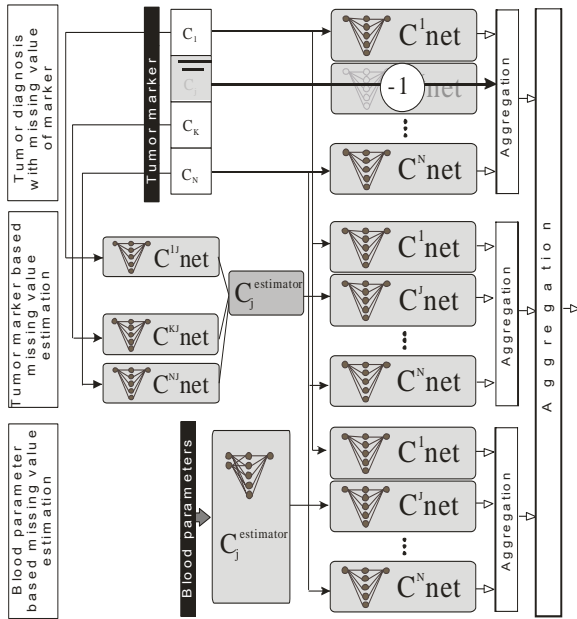 Tumor diagnosis
with missing value
of marker
Tumor marker
C1
Cj
CK
CN
C1net
-1
net
CNnet
Aggregation
Tumor marker based
missing value
estimation
C1Jnet
CKJnet
CNJnet
Cjestimator
C1net
CJnet
CNnet
Aggregation
Blood parameter
based missing value
estimation
Blood parameters
Cjestimator
C1net
CJnet
CNnet
Aggregation
Aggregation